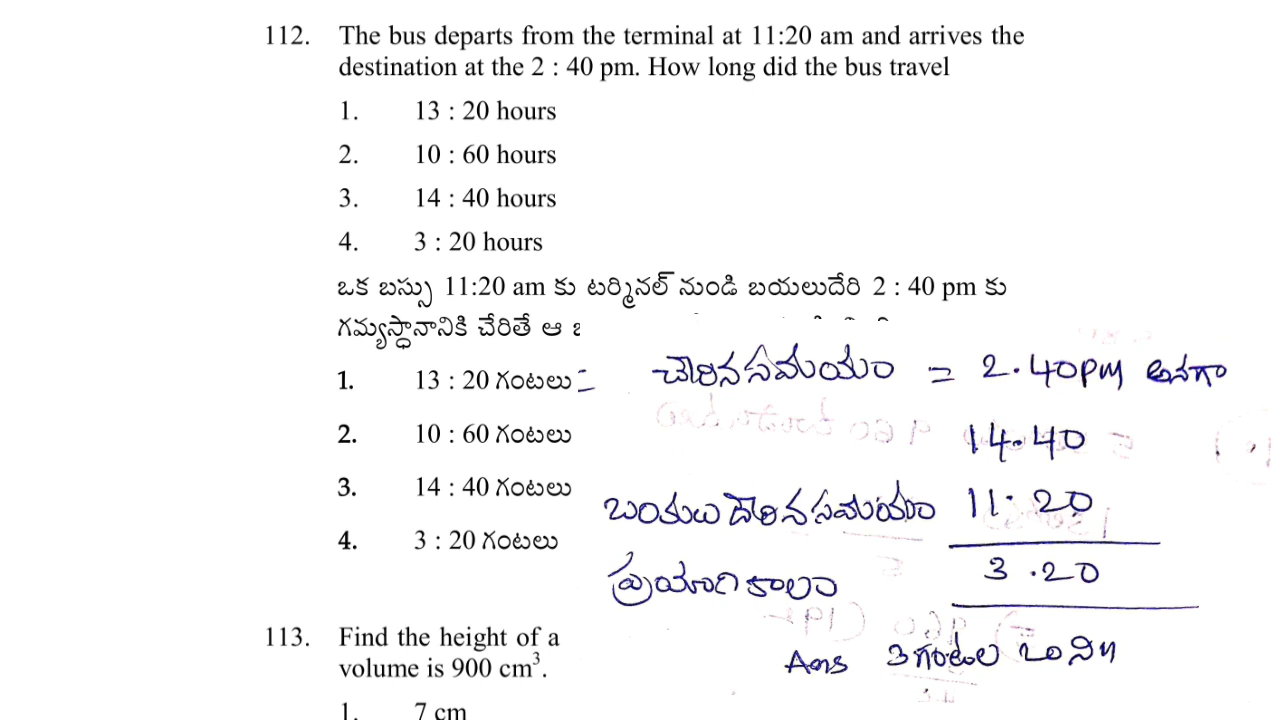 112. The bus departs from the terminal at 11:20 am and arrives the
destination at the 2 : 40 pm. How long did the bus travel
1. 13 : 20 hours
2. 10 : 60 hours
3. 14 : 40 hours
4. 3 : 20 hours
ఒక బస్సు 11:20 am కు టర్మినల్ నుండి బయలుదేరి 2 : 40 pm కు
గమ్యస్థానానికి చేరితే ఆ
1. 13 : 20 గంటలు
2. 10 : 60 గంటలు
3. 14 : 40 గంటలు
4. 3 : 20 గంటలు
చేరిన సమయం = 2.40pm అనగా
14.40
సమయం 11:20
కాలం 3.20
Ans 3 గంటల 20 ని॥
113. Find the height of a
volume is 900 cm³.
1. 7 cm